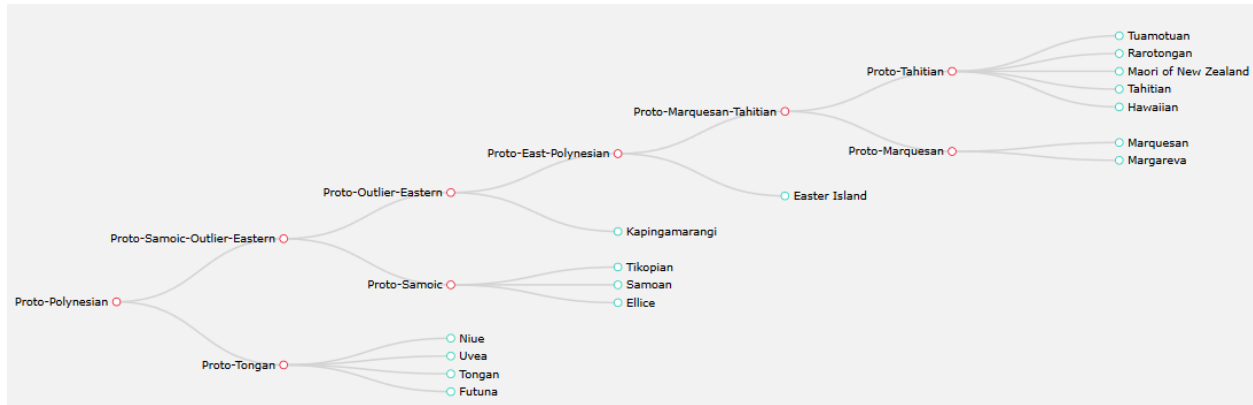 Tuamotuan
Rarotongan
Proto-Tahitian
Maori of New Zealand
Tahitian
Hawaiian
Proto-Marquesan-Tahitian
Marquesan
Proto-Marquesan
Margareva
Proto-East-Polynesian
Easter Island
Proto-Outlier-Eastern
Kapingamarangi
Proto-Samoic-Outlier-Eastern
Tikopian
Proto-Samoic
Samoan
Ellice
Proto-Polynesian
Niue
Uvea
Proto-Tongan
Tongan
Futuna